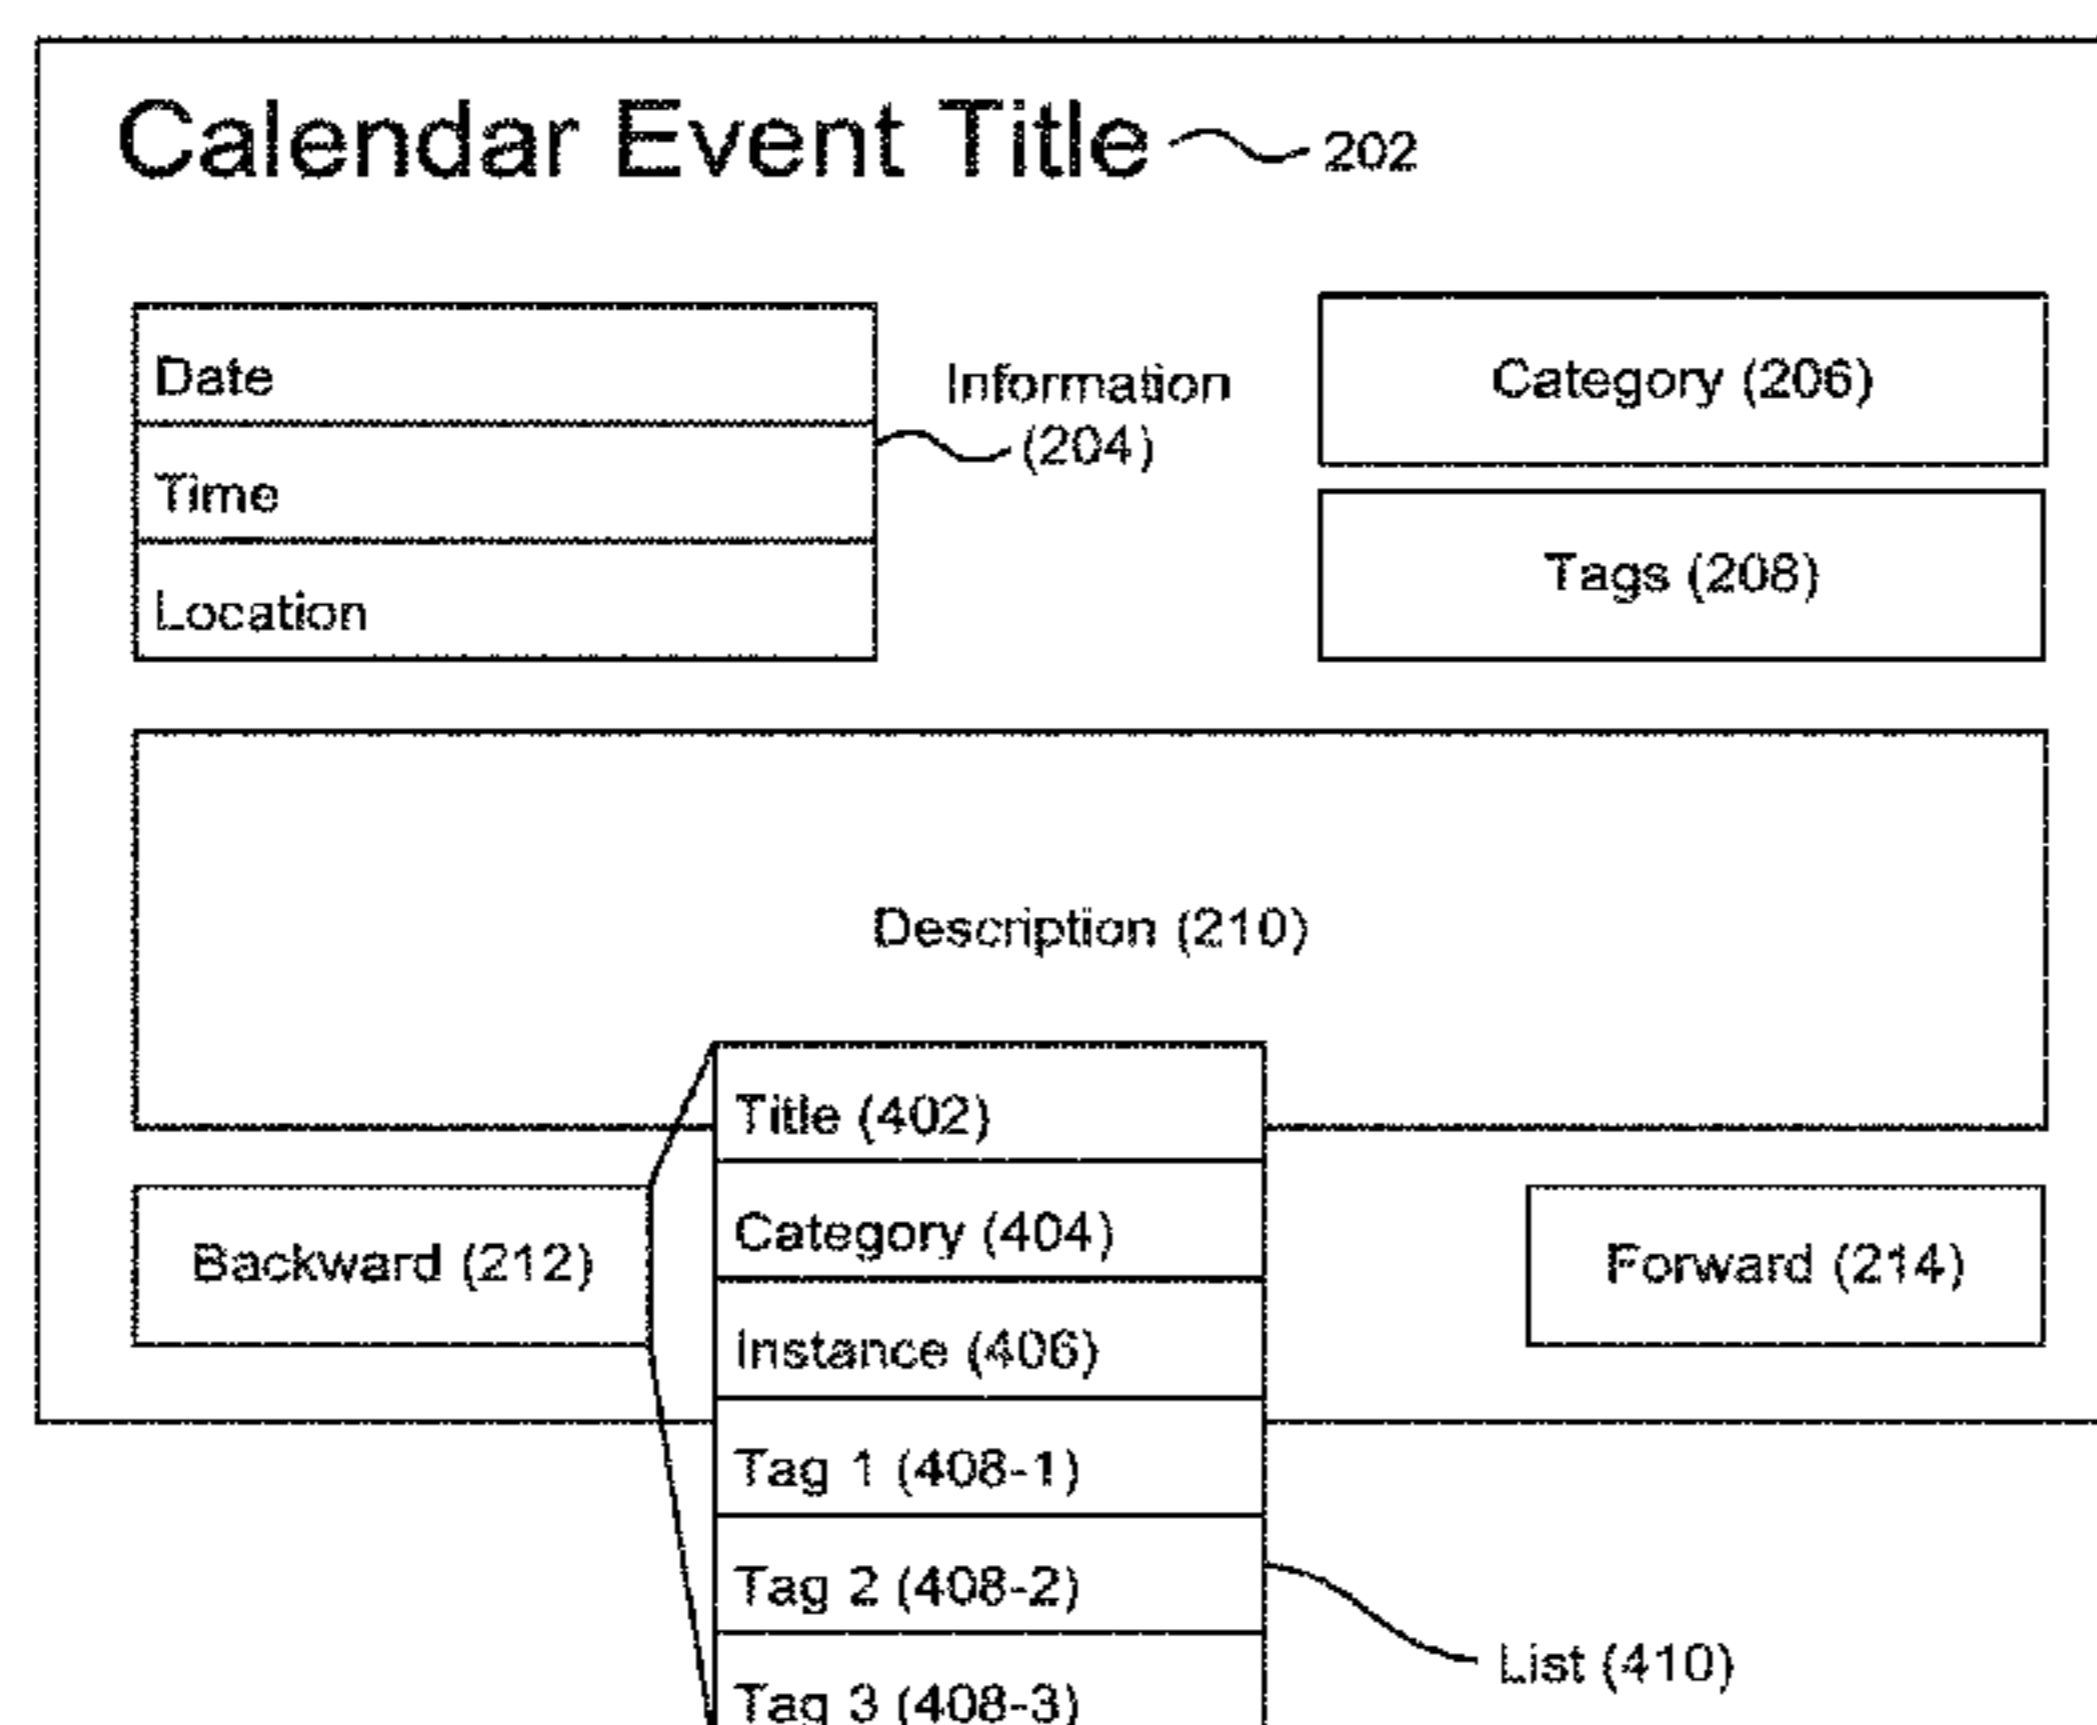 Calendar Event Title 202
Date
Time
Location
Information
(204)
Category (206)
Tags (208)
Description (210)
Backward (212)
Title (402)
Category (404)
Instance (406)
Tag 1 (408-1)
Tag 2 (408-2)
Tag 3 (408-3)
Forward (214)
List (410)